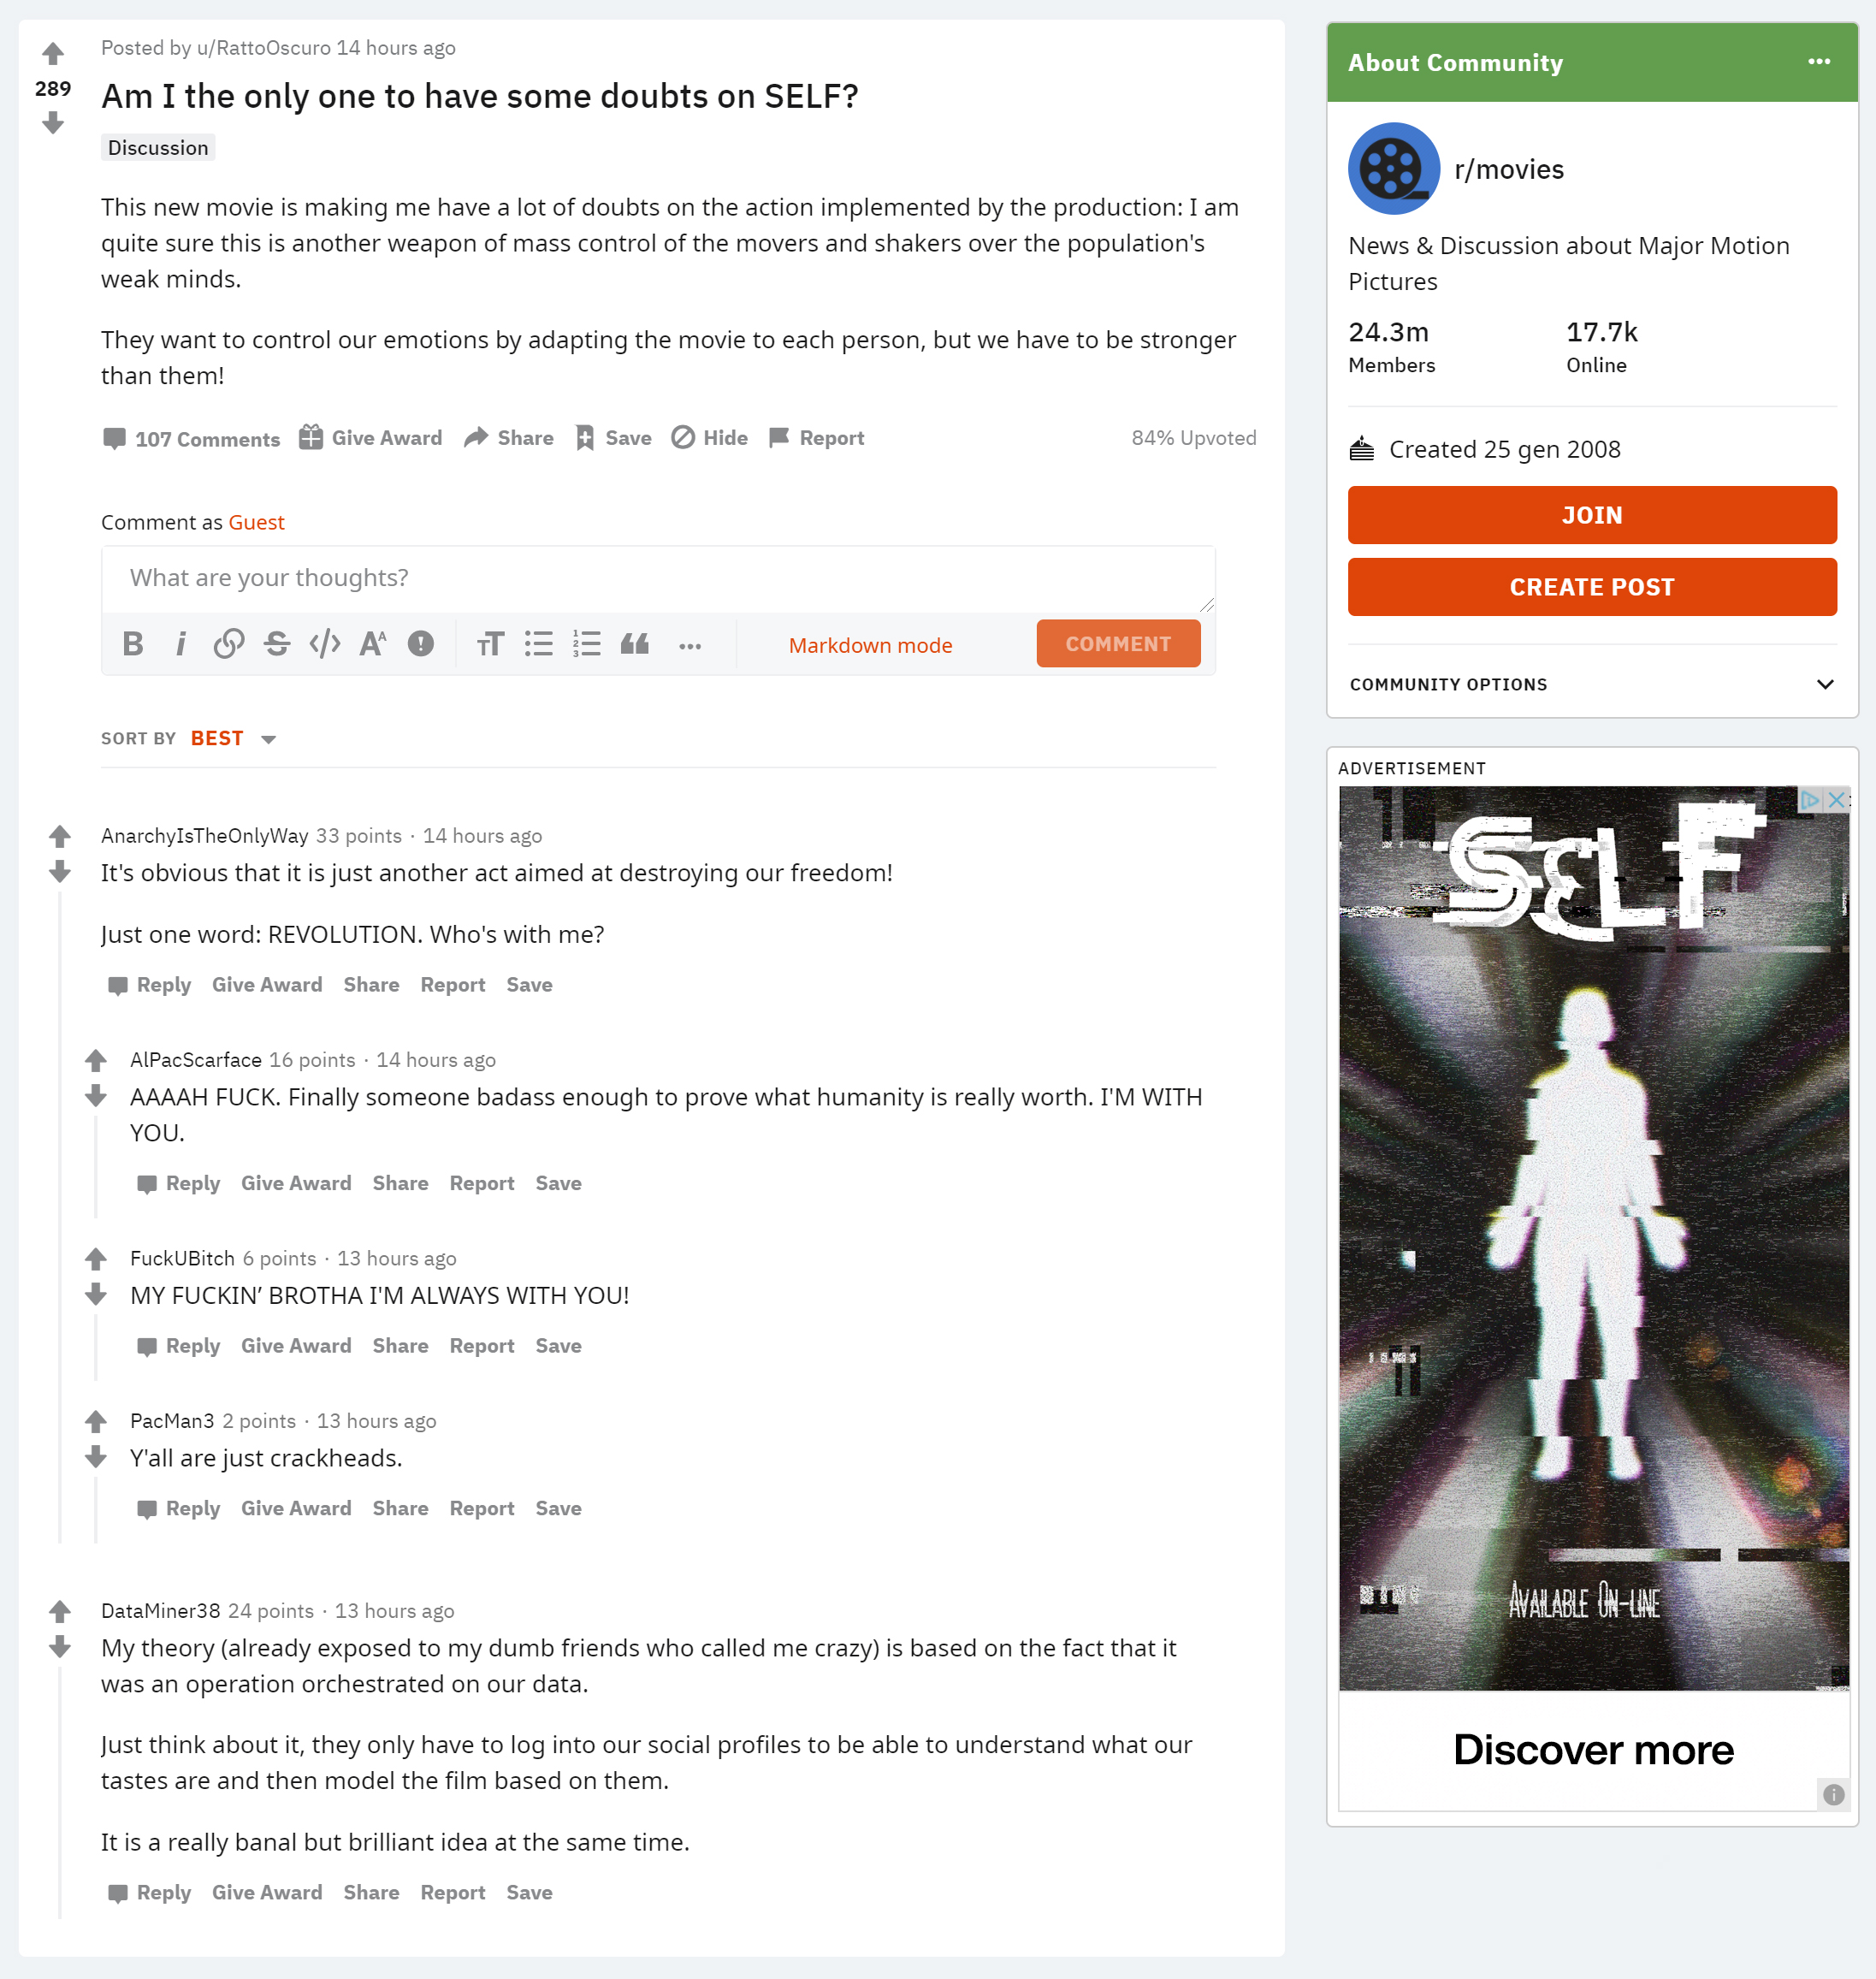 Posted by u/RattoOscuro 14 hours ago
289
Am I the only one to have some doubts on SELF?
Discussion
This new movie is making me have a lot of doubts on the action implemented by the production: I am
quite sure this is another weapon of mass control of the movers and shakers over the population's
weak minds.
They want to control our emotions by adapting the movie to each person, but we have to be stronger
than them!
107 Comments Give Award Share Save Hide Report 84% Upvoted
Comment as Guest
What are your thoughts?
Markdown mode COMMENT
SORT BY BEST
AnarchyIsTheOnlyWay 33 points · 14 hours ago
It's obvious that it is just another act aimed at destroying our freedom!
Just one word: REVOLUTION. Who's with me?
Reply Give Award Share Report Save
AlPacScarface 16 points · 14 hours ago
AAAAH FUCK. Finally someone badass enough to prove what humanity is really worth. I'M WITH
YOU.
Reply Give Award Share Report Save
FuckUBitch 6 points · 13 hours ago
MY FUCKIN’ BROTHA I'M ALWAYS WITH YOU!
Reply Give Award Share Report Save
PacMan3 2 points · 13 hours ago
Y'all are just crackheads.
Reply Give Award Share Report Save
DataMiner38 24 points · 13 hours ago
My theory (already exposed to my dumb friends who called me crazy) is based on the fact that it
was an operation orchestrated on our data.
Just think about it, they only have to log into our social profiles to be able to understand what our
tastes are and then model the film based on them.
It is a really banal but brilliant idea at the same time.
Reply Give Award Share Report Save
About Community
r/movies
News & Discussion about Major Motion
Pictures
24.3m 17.7k
Members Online
Created 25 gen 2008
JOIN
CREATE POST
COMMUNITY OPTIONS
ADVERTISEMENT
SELF
AVAILABLE ON-LINE
Discover more